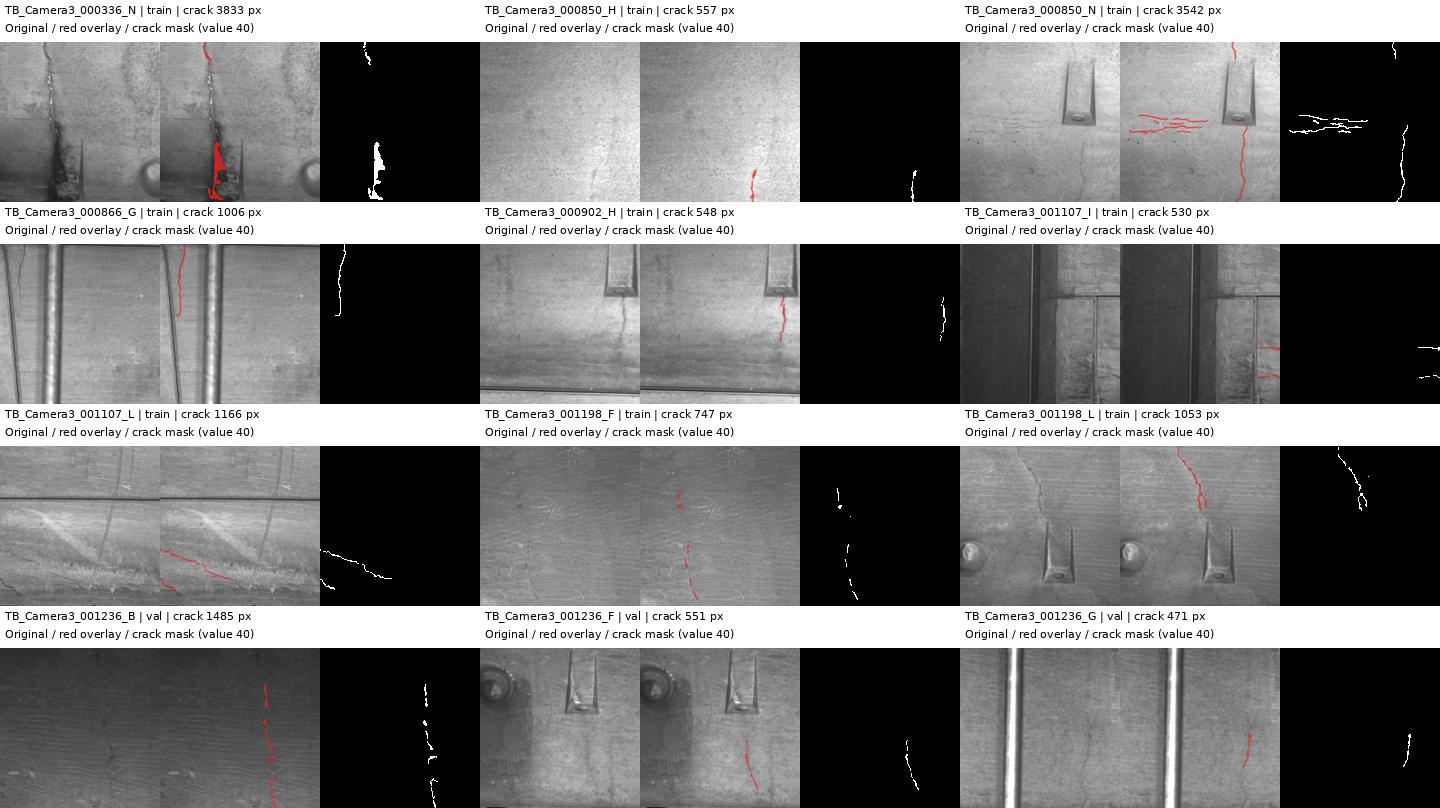 TB_Camera3_000336_N | train | crack 3833 px
Original / red overlay / crack mask (value 40)
TB_Camera3_000850_H | train | crack 557 px
Original / red overlay / crack mask (value 40)
TB_Camera3_000850_N | train | crack 3542 px
Original / red overlay / crack mask (value 40)
TB_Camera3_000866_G | train | crack 1006 px
Original / red overlay / crack mask (value 40)
TB_Camera3_000902_H | train | crack 548 px
Original / red overlay / crack mask (value 40)
TB_Camera3_001107_I | train | crack 530 px
Original / red overlay / crack mask (value 40)
TB_Camera3_001107_L | train | crack 1166 px
Original / red overlay / crack mask (value 40)
TB_Camera3_001198_F | train | crack 747 px
Original / red overlay / crack mask (value 40)
TB_Camera3_001198_L | train | crack 1053 px
Original / red overlay / crack mask (value 40)
TB_Camera3_001236_B | val | crack 1485 px
Original / red overlay / crack mask (value 40)
TB_Camera3_001236_F | val | crack 551 px
Original / red overlay / crack mask (value 40)
TB_Camera3_001236_G | val | crack 471 px
Original / red overlay / crack mask (value 40)